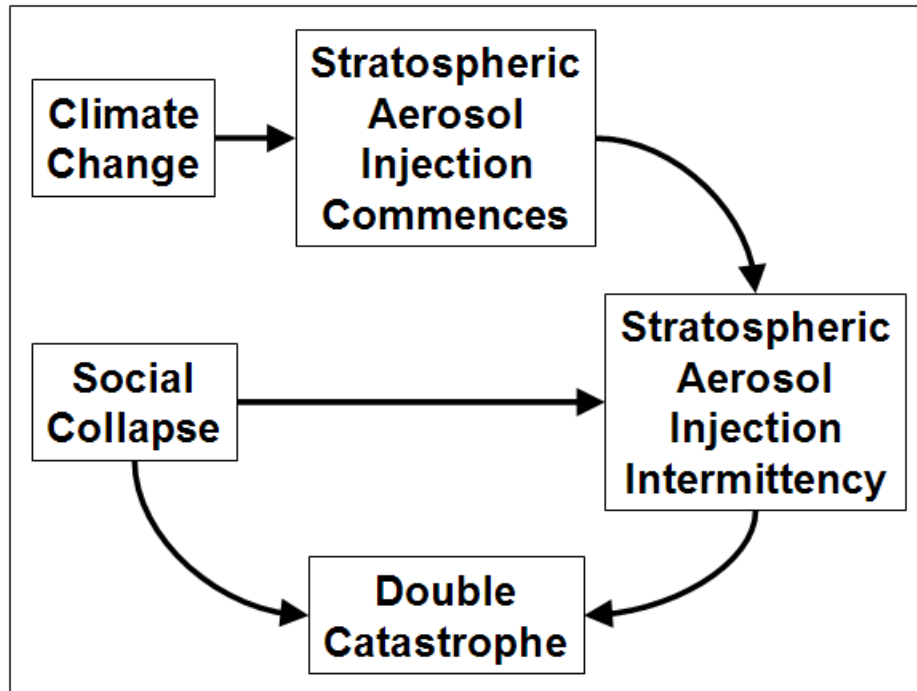 Climate
Change
Stratospheric
Aerosol
Injection
Commences
Social
Collapse
Stratospheric
Aerosol
Injection
Intermittency
Double
Catastrophe